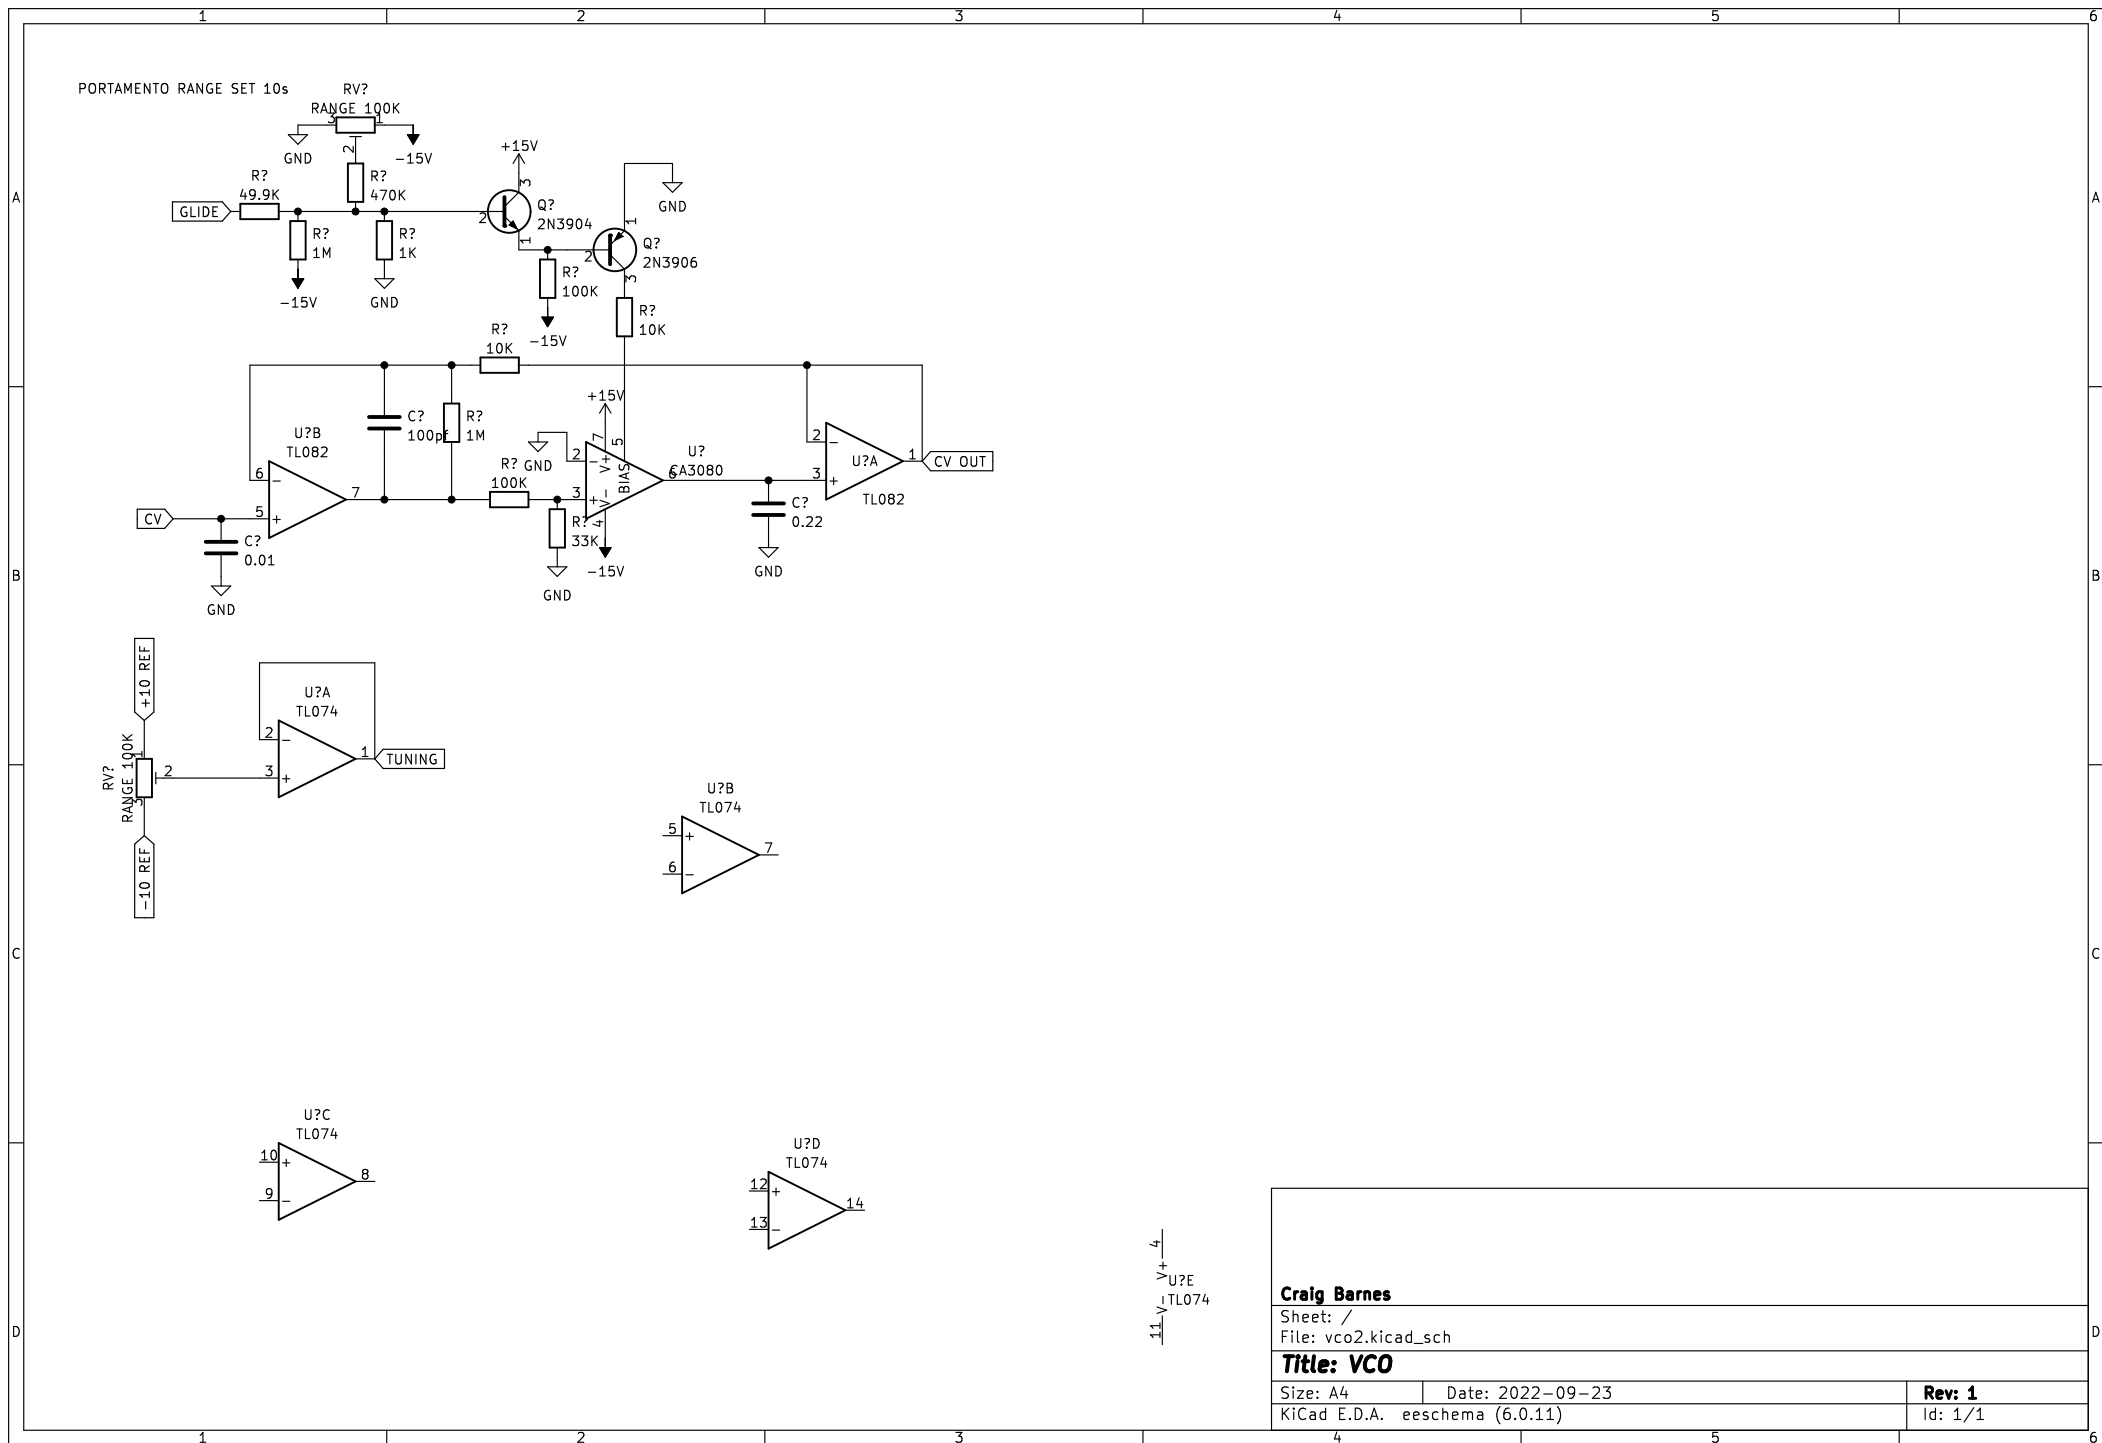 1 2 3 4 5 6
PORTAMENTO RANGE SET 10s
RV?
RANGE 100K
3 1
2
GND
-15V
R?
49.9K
R?
470K
GLIDE
R?
1M
-15V
R?
1K
GND
+15V
3
2
1
Q?
2N3904
GND
1
2
3
Q?
2N3906
R?
100K
-15V
R?
10K
R?
10K
C?
100pf
R?
1M
U?B
TL082
6 -
5 +
7
CV
C?
0.01
GND
R?
100K
GND
R?
33K
GND
+15V
7
5
2 -
3 +
V+
BIAS
V-
4
6
-15V
U?
CA3080
C?
0.22
GND
2 -
3 +
1
U?A
TL082
CV OUT
+10 REF
RV?
RANGE 100K
1
2
3
-10 REF
U?A
TL074
2 -
3 +
1
TUNING
U?B
TL074
5 +
6 -
7
U?C
TL074
10 +
9 -
8
U?D
TL074
12 +
13 -
14
4
V+
U?E
TL074
V-
11
A A
B B
C C
D D
Craig Barnes
Sheet: /
File: vco2.kicad_sch
Title: VCO
Size: A4 Date: 2022-09-23 Rev: 1
KiCad E.D.A. eeschema (6.0.11) Id: 1/1
1 2 3 4 5 6